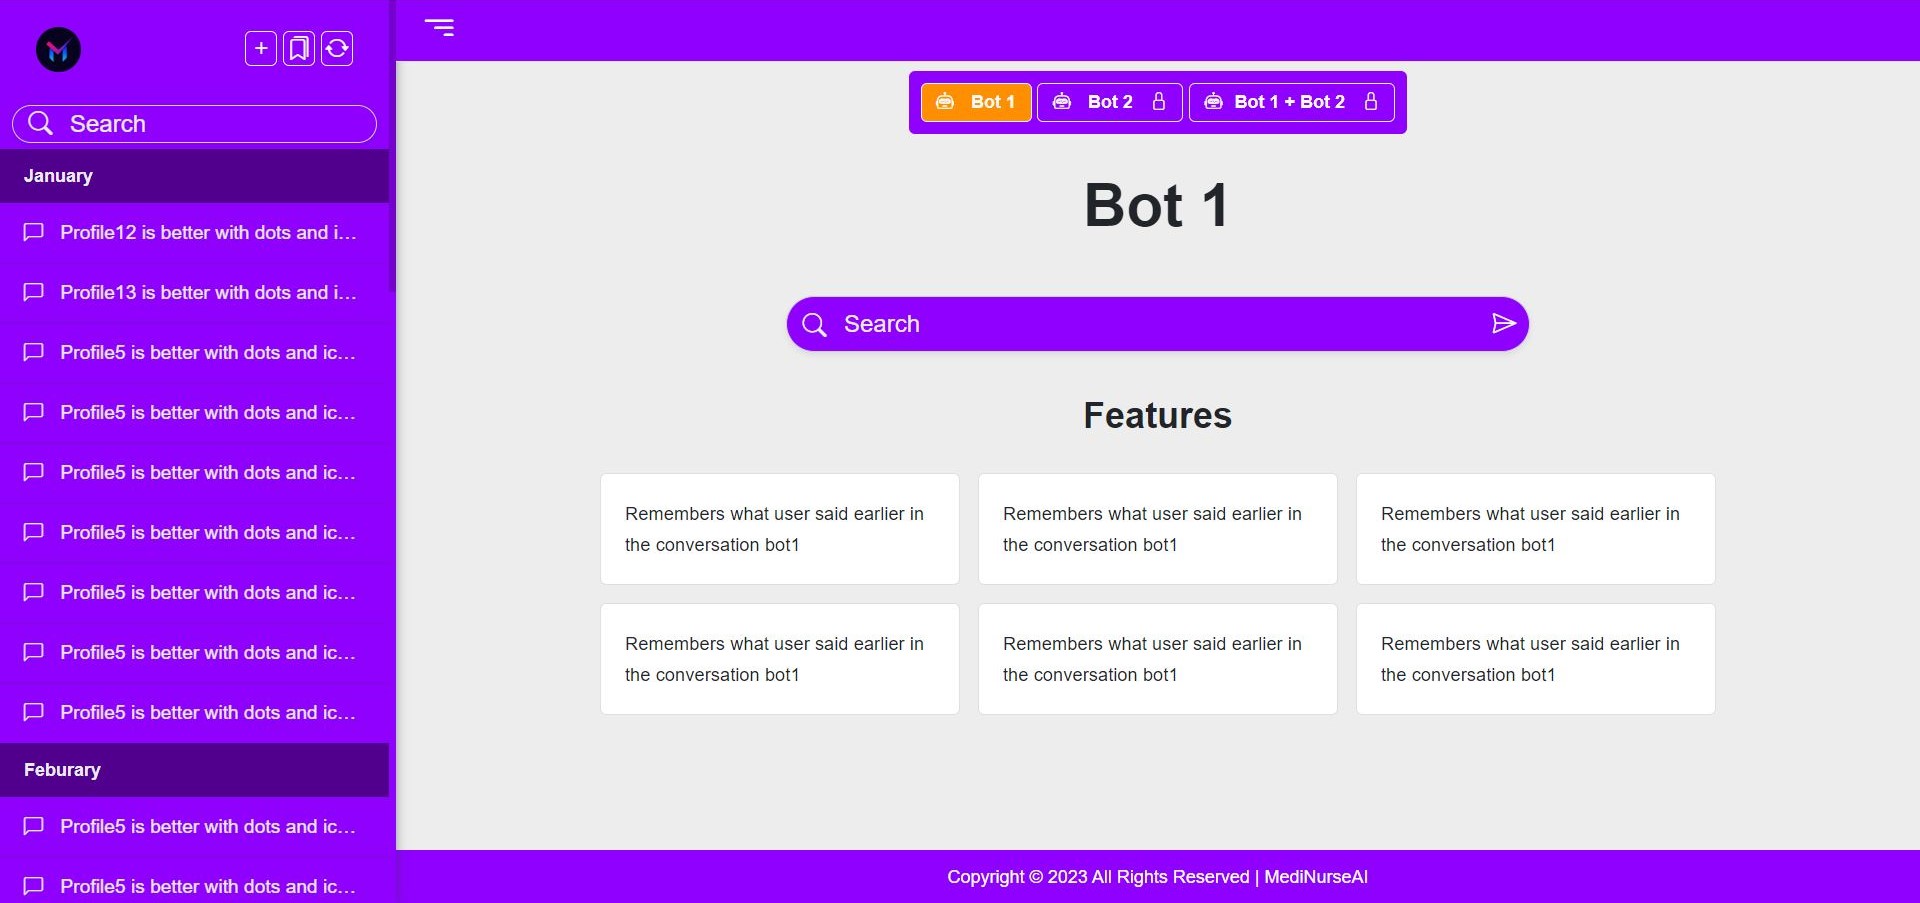 Search
January
Profile12 is better with dots and i...
Profile13 is better with dots and i...
Profile5 is better with dots and ic...
Profile5 is better with dots and ic...
Profile5 is better with dots and ic...
Profile5 is better with dots and ic...
Profile5 is better with dots and ic...
Profile5 is better with dots and ic...
Profile5 is better with dots and ic...
Feburary
Profile5 is better with dots and ic...
Profile5 is better with dots and ic...
Bot 1
Bot 2
Bot 1 + Bot 2
Bot 1
Search
Features
Remembers what user said earlier in
the conversation bot1
Remembers what user said earlier in
the conversation bot1
Remembers what user said earlier in
the conversation bot1
Remembers what user said earlier in
the conversation bot1
Remembers what user said earlier in
the conversation bot1
Remembers what user said earlier in
the conversation bot1
Copyright © 2023 All Rights Reserved | MediNurseAI